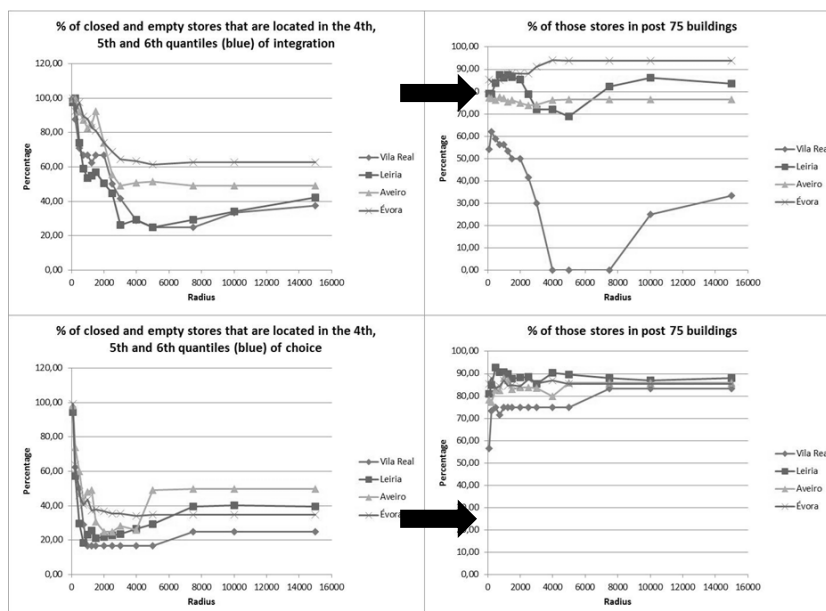 % of closed and empty stores that are located in the 4th,
5th and 6th quantiles (blue) of integration
120,00
100,00
80,00
60,00
40,00
20,00
0,00
Percentage
0 2000 4000 6000 8000 10000 12000 14000 16000
Radius
Vila Real
Leiria
Aveiro
Évora
% of those stores in post 75 buildings
100,00
90,00
80,00
70,00
60,00
50,00
40,00
30,00
20,00
10,00
0,00
Percentage
0 2000 4000 6000 8000 10000 12000 14000 16000
Radius
Vila Real
Leiria
Aveiro
Évora
% of closed and empty stores that are located in the 4th,
5th and 6th quantiles (blue) of choice
120,00
100,00
80,00
60,00
40,00
20,00
0,00
Percentage
0 2000 4000 6000 8000 10000 12000 14000 16000
Radius
Vila Real
Leiria
Aveiro
Évora
% of those stores in post 75 buildings
100,00
90,00
80,00
70,00
60,00
50,00
40,00
30,00
20,00
10,00
0,00
Percentage
0 2000 4000 6000 8000 10000 12000 14000 16000
Radius
Vila Real
Leiria
Aveiro
Évora